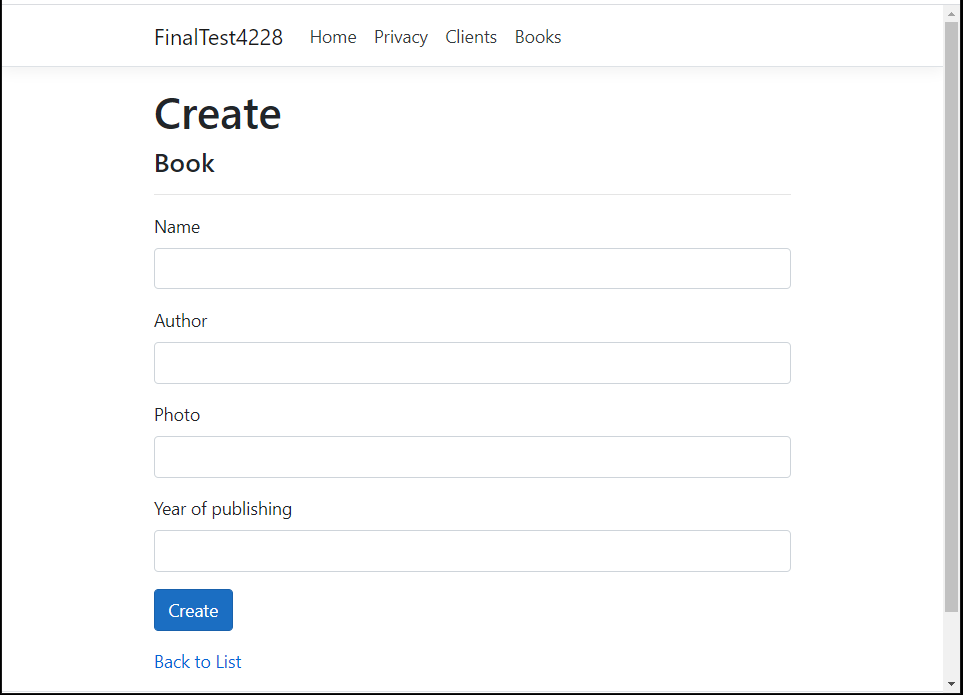 FinalTest4228 Home Privacy Clients Books
Create
Book
Name
Author
Photo
Year of publishing
Create
Back to List